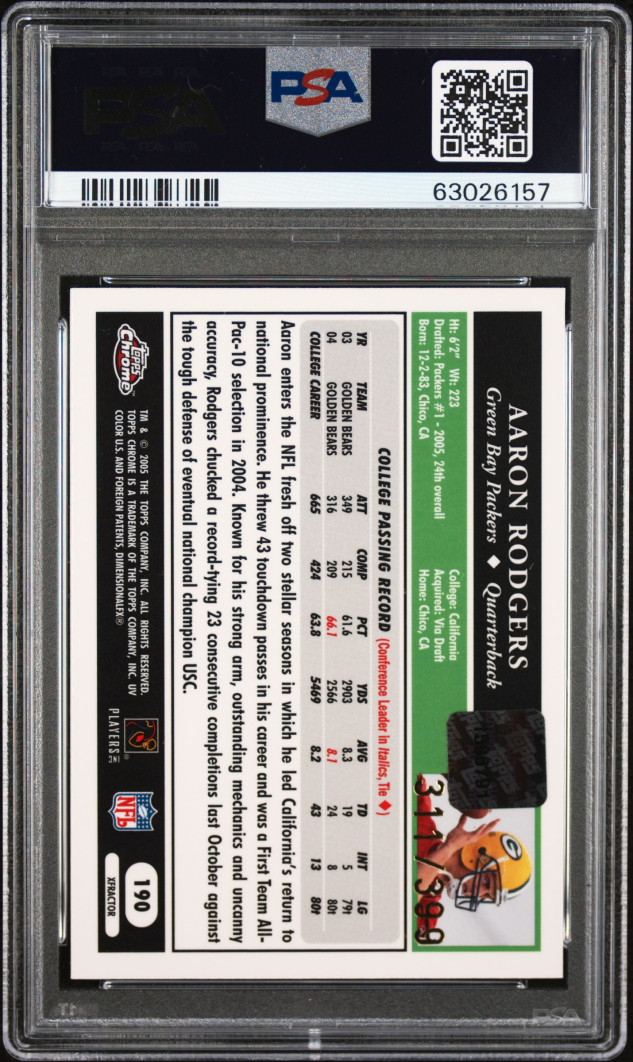 PSA
63026157
AARON RODGERS
Green Bay Packers ♦ Quarterback
Ht: 6'2" Wt: 223
College: California
Drafted: Packers #1 - 2005, 24th overall
Acquired: Via Draft
Born: 12-2-83, Chico, CA
Home: Chico, CA
311/399
COLLEGE PASSING RECORD (Conference Leader in Italics, Tie ♦)
YR TEAM ATT COMP PCT YDS AVG TD INT LG
03 GOLDEN BEARS 349 215 61.6 2903 8.3 19 5 79t
04 GOLDEN BEARS 316 209 66.1 2566 8.1 24 8 80t
COLLEGE CAREER 665 424 63.8 5469 8.2 43 13 80t
Aaron enters the NFL fresh off two stellar seasons in which he led California's return to
national prominence. He threw 43 touchdown passes in his career and was a First Team All-
Pac-10 selection in 2004. Known for his strong arm, outstanding mechanics and uncanny
accuracy, Rodgers chucked a record-tying 23 consecutive completions last October against
the tough defense of eventual national champion USC.
Topps
Chrome
TM & © 2005 THE TOPPS COMPANY, INC. ALL RIGHTS RESERVED.
TOPPS CHROME IS A TRADEMARK OF THE TOPPS COMPANY, INC. UV
COLOR U.S. AND FOREIGN PATENTS, DIMENSIONALFX®
PLAYERS INC
NFL
190
XFRACTOR
PSA